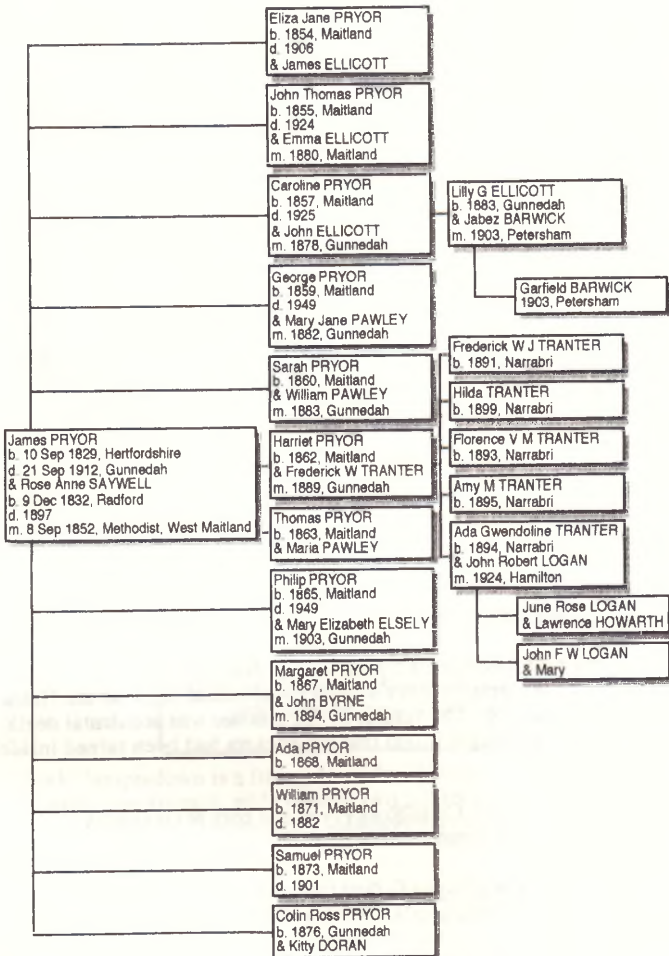 Eliza Jane PRYOR
b. 1854, Maitland
d. 1906
& James ELLICOTT
John Thomas PRYOR
b. 1855, Maitland
d. 1924
& Emma ELLICOTT
m. 1880, Maitland
Caroline PRYOR
b. 1857, Maitland
d. 1925
& John ELLICOTT
m. 1878, Gunnedah
Lilly G ELLICOTT
b. 1883, Gunnedah
& Jabez BARWICK
m. 1903, Petersham
Garfield BARWICK
1903, Petersham
George PRYOR
b. 1859, Maitland
d. 1949
& Mary Jane PAWLEY
m. 1882, Gunnedah
Sarah PRYOR
b. 1860, Maitland
& William PAWLEY
m. 1883, Gunnedah
James PRYOR
b. 10 Sep 1829, Hertfordshire
d. 21 Sep 1912, Gunnedah
& Rose Anne SAYWELL
b. 9 Dec 1832, Radford
d. 1897
m. 8 Sep 1852, Methodist, West Maitland
Harriet PRYOR
b. 1862, Maitland
& Frederick W TRANTER
m. 1889, Gunnedah
Frederick W J TRANTER
b. 1891, Narrabri
Hilda TRANTER
b. 1899, Narrabri
Florence V M TRANTER
b. 1893, Narrabri
Amy M TRANTER
b. 1895, Narrabri
Ada Gwendoline TRANTER
b. 1894, Narrabri
& John Robert LOGAN
m. 1924, Hamilton
June Rose LOGAN
& Lawrence HOWARTH
John F W LOGAN
& Mary
Thomas PRYOR
b. 1863, Maitland
& Maria PAWLEY
Philip PRYOR
b. 1865, Maitland
d. 1949
& Mary Elizabeth ELSELY
m. 1903, Gunnedah
Margaret PRYOR
b. 1867, Maitland
& John BYRNE
m. 1894, Gunnedah
Ada PRYOR
b. 1868, Maitland
William PRYOR
b. 1871, Maitland
d. 1882
Samuel PRYOR
b. 1873, Maitland
d. 1901
Colin Ross PRYOR
b. 1876, Gunnedah
& Kitty DORAN